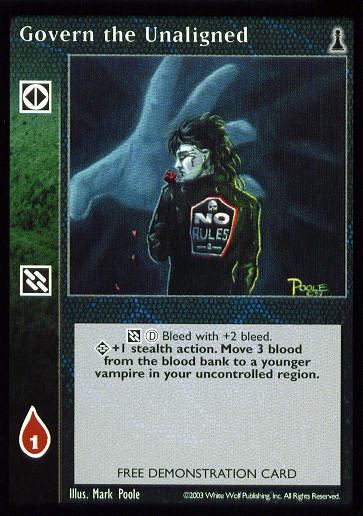 Govern the Unaligned
NO
RULES
POOLE
D Bleed with +2 bleed.
+1 stealth action. Move 3 blood
from the blood bank to a younger
vampire in your uncontrolled region.
1
FREE DEMONSTRATION CARD
Illus. Mark Poole
©2003 White Wolf Publishing, Inc. All Rights Reserved.